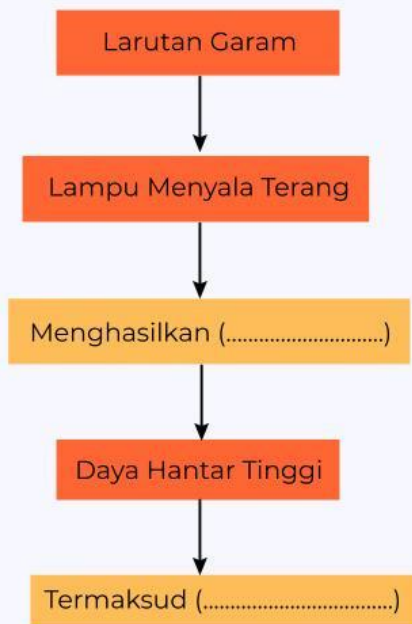 Larutan Garam
Lampu Menyala Terang
Menghasilkan (..............................)
Daya Hantar Tinggi
Termaksud (....................................)